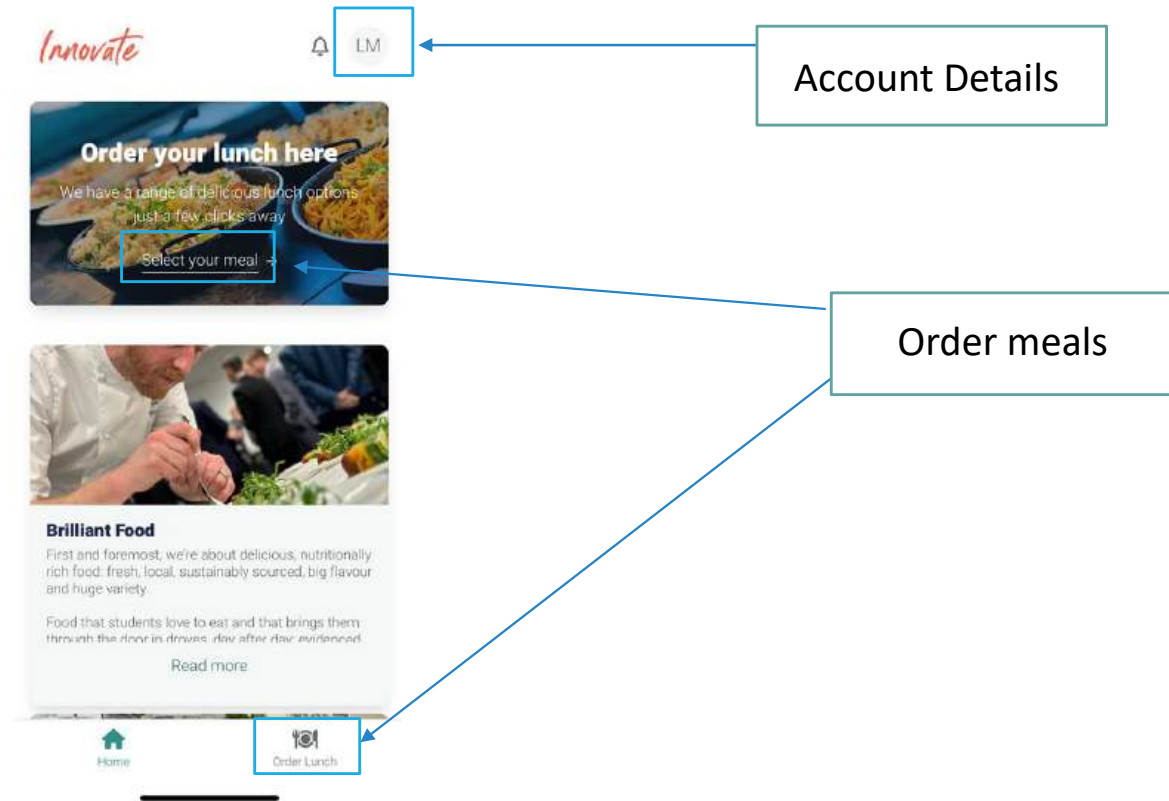 Innovate
LM
Account Details
Order your lunch here
We have a range of delicious lunch options
just a few clicks away
Select your meal →
Order meals
Brilliant Food
First and foremost, we're about delicious, nutritionally
rich food: fresh, local, sustainably sourced, big flavour
and huge variety.
Food that students love to eat and that brings them
through the door in droves, day after day; evidenced
Read more
Home
Order Lunch